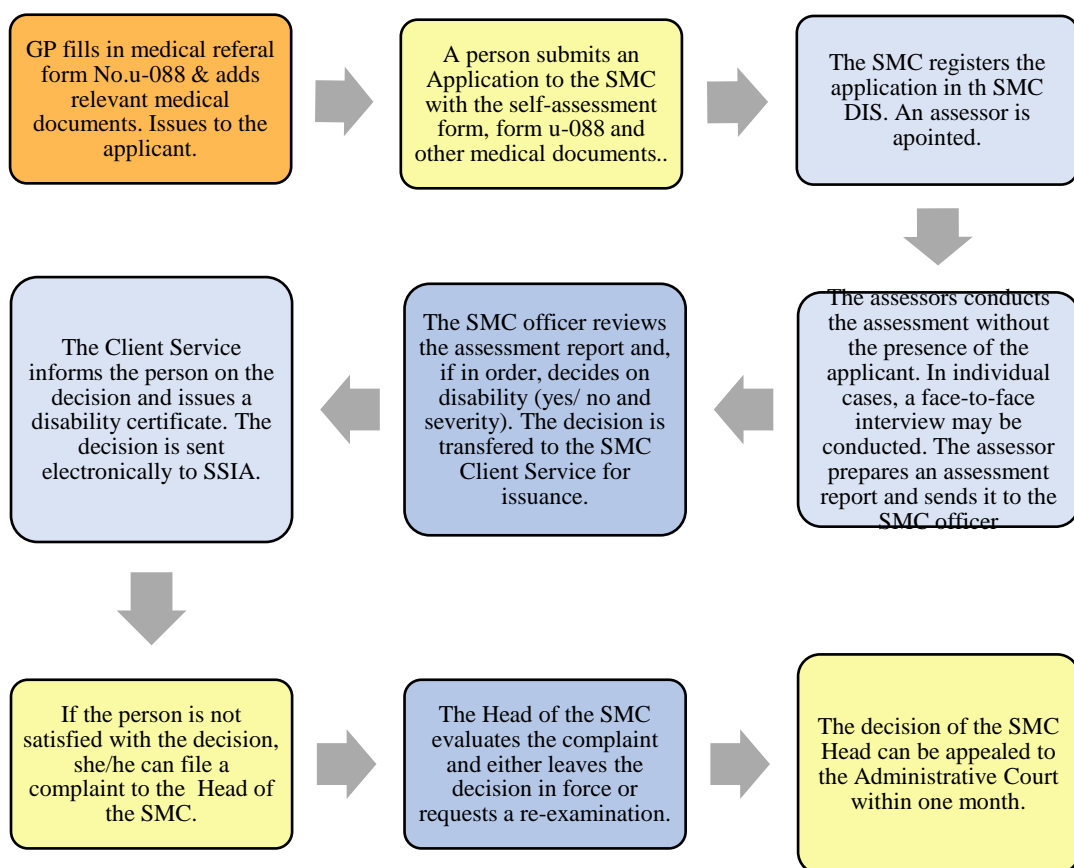 GP fills in medical referal
form No.u-088 & adds
relevant medical
documents. Issues to the
applicant.
A person submits an
Application to the SMC
with the self-assessment
form, form u-088 and
other medical documents..
The SMC registers the
application in th SMC
DIS. An assessor is
apointed.
The assessors conducts
the assessment without
the presence of the
applicant. In individual
cases, a face-to-face
interview may be
conducted. The assessor
prepares an assessment
report and sends it to the
SMC officer
The SMC officer reviews
the assessment report and,
if in order, decides on
disability (yes/ no and
severity). The decision is
transfered to the SMC
Client Service for
issuance.
The Client Service
informs the person on the
decision and issues a
disability certificate. The
decision is sent
electronically to SSIA.
If the person is not
satisfied with the decision,
she/he can file a
complaint to the Head of
the SMC.
The Head of the SMC
evaluates the complaint
and either leaves the
decision in force or
requests a re-examination.
The decision of the SMC
Head can be appealed to
the Administrative Court
within one month.